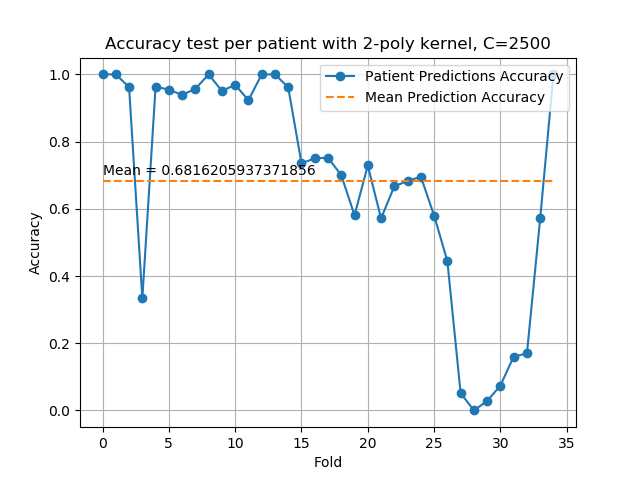 Accuracy test per patient with 2-poly kernel, C=2500
Patient Predictions Accuracy
Mean Prediction Accuracy
Mean = 0.6816205937371856
Accuracy
1.0
0.8
0.6
0.4
0.2
0.0
0 5 10 15 20 25 30 35
Fold